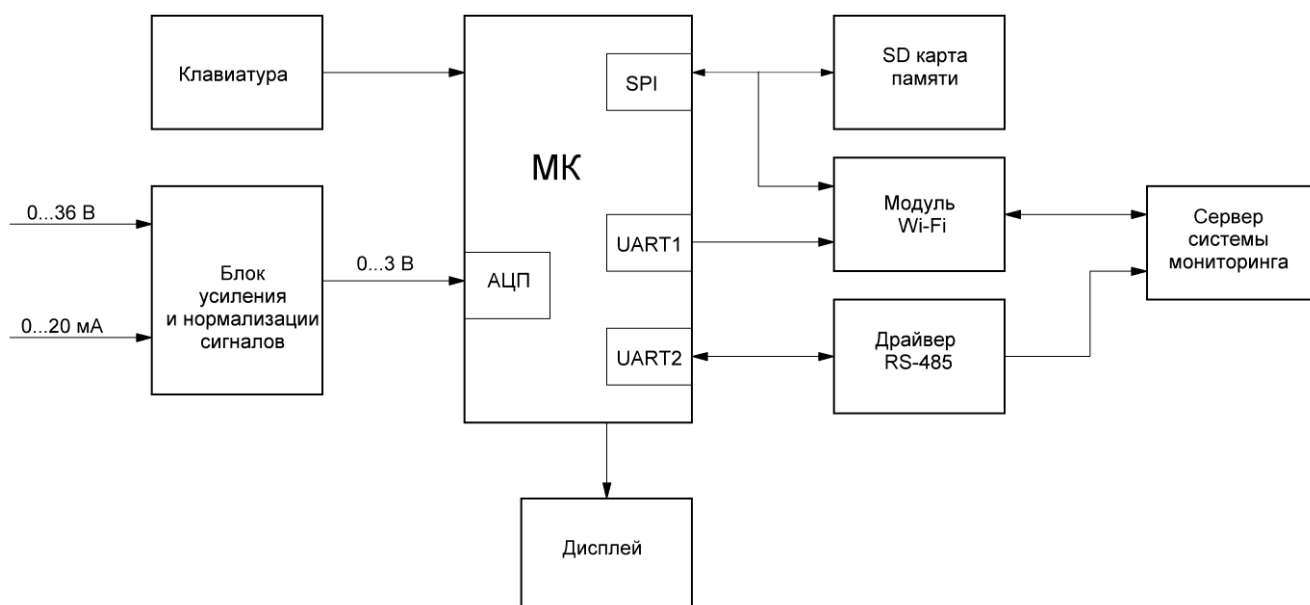 Клавиатура
SPI
SD карта
памяти
МК
0...36 В
0...20 мА
Блок
усиления
и нормализации
сигналов
0...3 В
АЦП
UART1
UART2
Модуль
Wi-Fi
Драйвер
RS-485
Сервер
системы
мониторинга
Дисплей